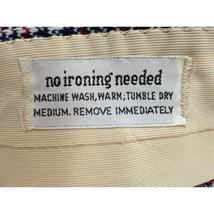 no ironing needed
MACHINE WASH, WARM; TUMBLE DRY
MEDIUM. REMOVE IMMEDIATELY